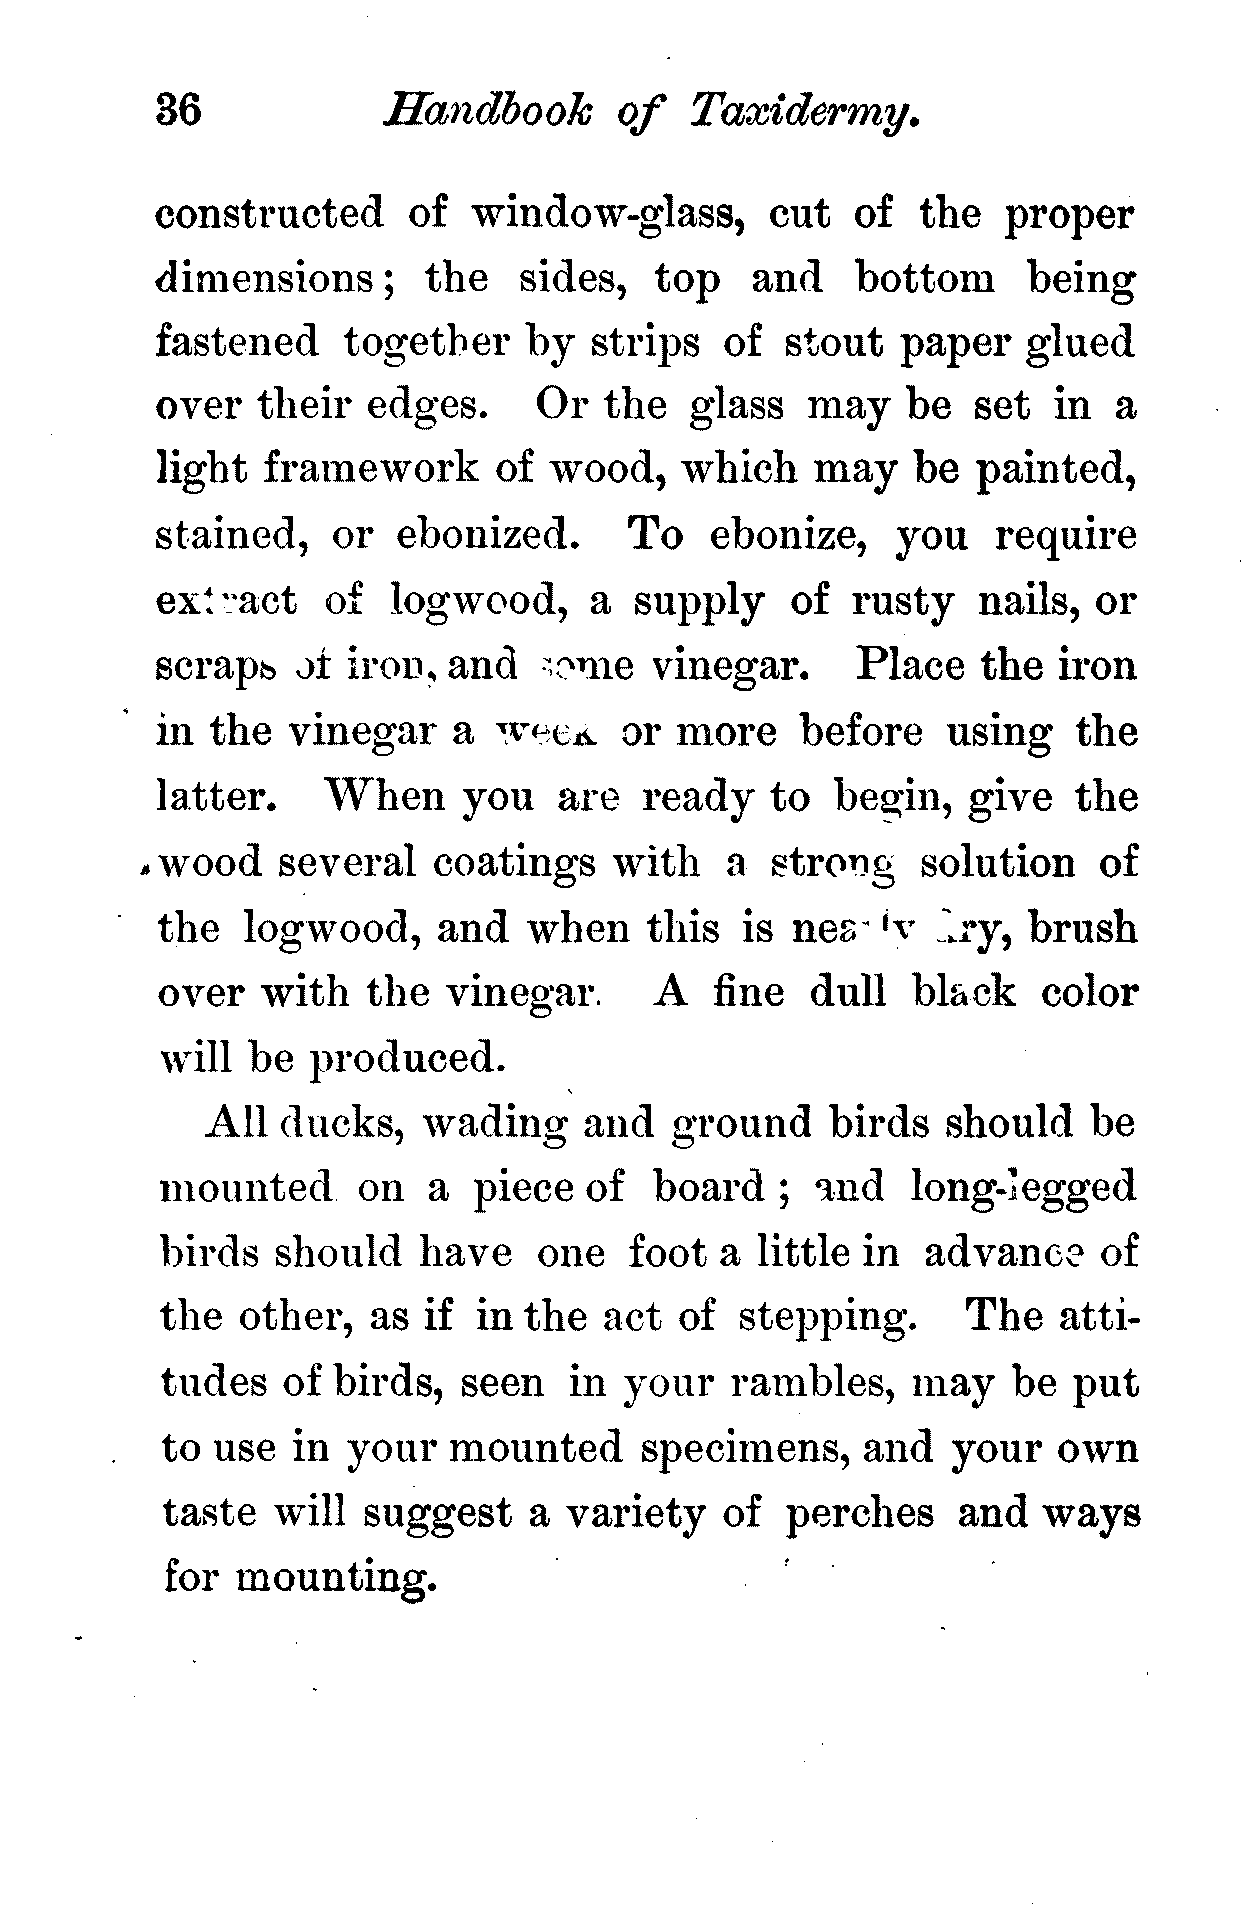 36 Handbook of Taxidermy.
constructed of window-glass, cut of the proper
dimensions; the sides, top and bottom being
fastened together by strips of stout paper glued
over their edges. Or the glass may be set in a
light framework of wood, which may be painted,
stained, or ebonized. To ebonize, you require
extract of logwood, a supply of rusty nails, or
scraps of iron, and some vinegar. Place the iron
in the vinegar a week or more before using the
latter. When you are ready to begin, give the
wood several coatings with a strong solution of
the logwood, and when this is nearly dry, brush
over with the vinegar. A fine dull black color
will be produced.
All ducks, wading and ground birds should be
mounted on a piece of board; and long-legged
birds should have one foot a little in advance of
the other, as if in the act of stepping. The atti-
tudes of birds, seen in your rambles, may be put
to use in your mounted specimens, and your own
taste will suggest a variety of perches and ways
for mounting.